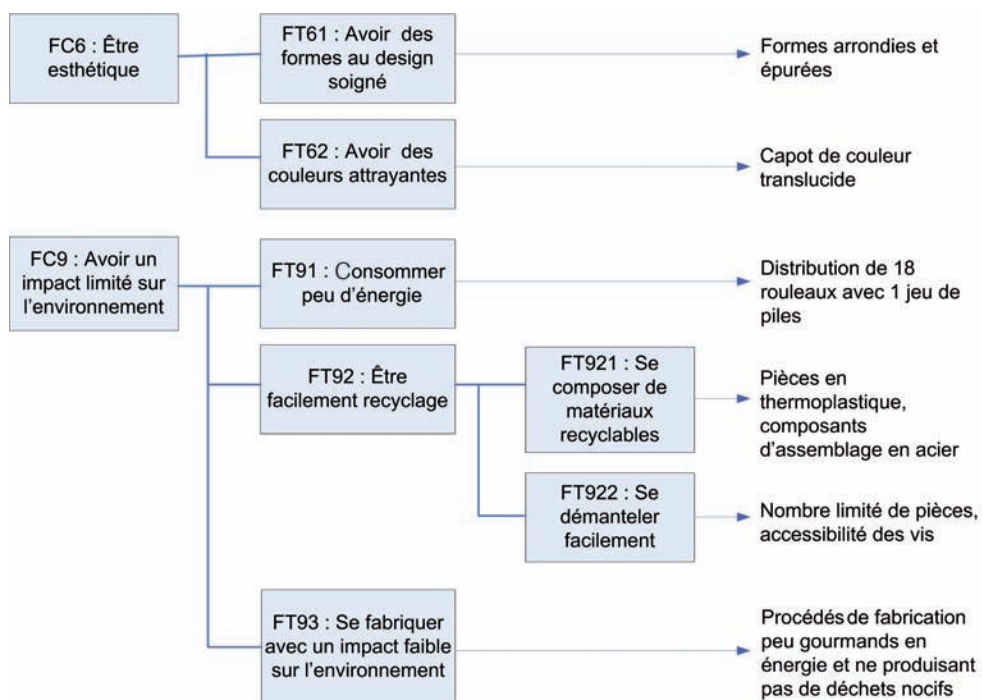 FC6 : Être
esthétique
FT61 : Avoir des
formes au design
soigné
Formes arrondies et
épurées
FT62 : Avoir des
couleurs attrayantes
Capot de couleur
translucide
FC9 : Avoir un
impact limité sur
l'environnement
FT91 : Consommer
peu d'énergie
Distribution de 18
rouleaux avec 1 jeu de
piles
FT92 : Être
facilement recyclage
FT921 : Se
composer de
matériaux
recyclables
Pièces en
thermoplastique,
composants
d'assemblage en acier
FT922 : Se
démanteler
facilement
Nombre limité de pièces,
accessibilité des vis
FT93 : Se fabriquer
avec un impact faible
sur l'environnement
Procédés de fabrication
peu gourmands en
énergie et ne produisant
pas de déchets nocifs